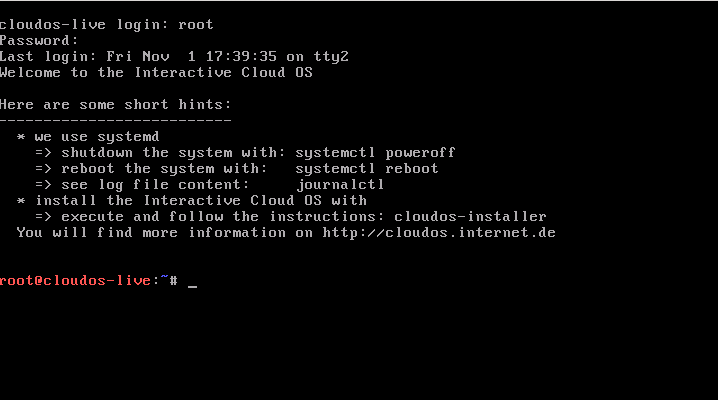 cloudos-live login: root
Password:
Last login: Fri Nov  1 17:39:35 on tty2
Welcome to the Interactive Cloud OS
Here are some short hints:
--------------------------
* we use systemd
=> shutdown the system with: systemctl poweroff
=> reboot the system with:   systemctl reboot
=> see log file content:     journalctl
* install the Interactive Cloud OS with
=> execute and follow the instructions: cloudos-installer
You will find more information on http://cloudos.internet.de
root@cloudos-live:~# _